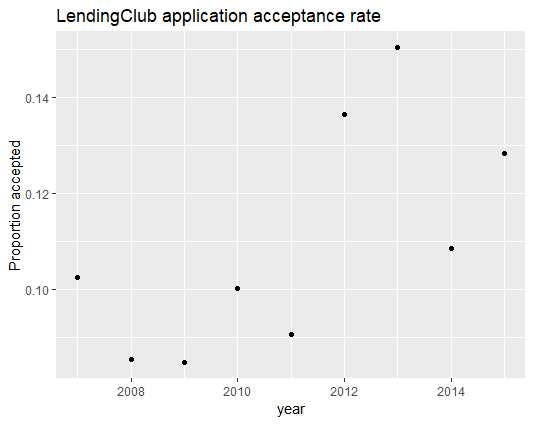 LendingClub application acceptance rate
Proportion accepted
0.14
0.12
0.10
2008 2010 2012 2014
year